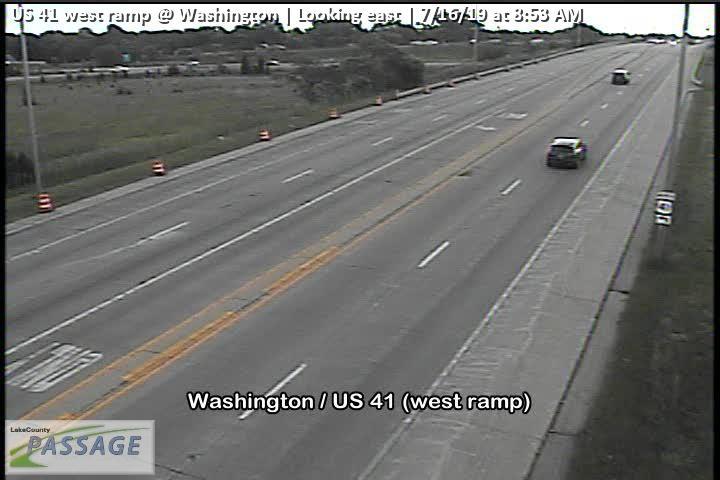 US 41 west ramp @ Washington | Looking east | 7/16/19 at 8:53 AM
Washington / US 41 (west ramp)
LakeCounty
PASSAGE